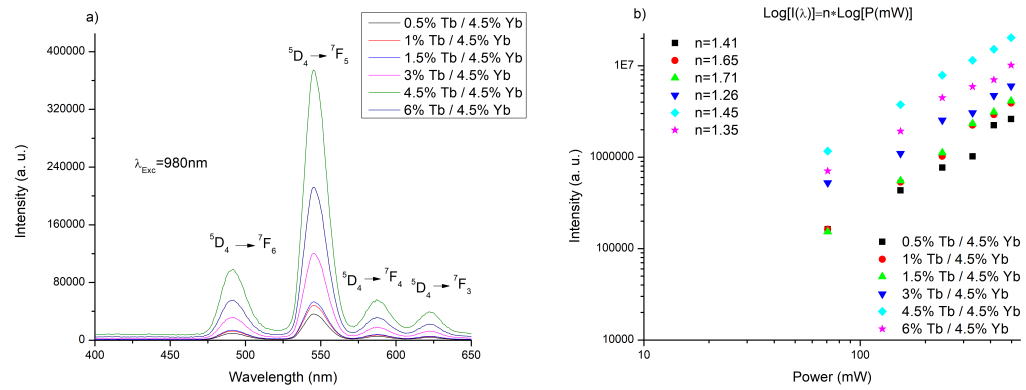 a)
⁵D₄ → ⁷F₅
0.5% Tb / 4.5% Yb
1% Tb / 4.5% Yb
1.5% Tb / 4.5% Yb
3% Tb / 4.5% Yb
4.5% Tb / 4.5% Yb
6% Tb / 4.5% Yb
λExc=980nm
⁵D₄ → ⁷F₆
⁵D₄ → ⁷F₄
⁵D₄ → ⁷F₃
Intensity (a. u.)
400000
320000
240000
160000
80000
0
400 450 500 550 600 650
Wavelength (nm)
b)
Log[I(λ)]=n*Log[P(mW)]
n=1.41
n=1.65
n=1.71
n=1.26
n=1.45
n=1.35
0.5% Tb / 4.5% Yb
1% Tb / 4.5% Yb
1.5% Tb / 4.5% Yb
3% Tb / 4.5% Yb
4.5% Tb / 4.5% Yb
6% Tb / 4.5% Yb
Intensity (a. u.)
1E7
1000000
100000
10000
10 100
Power (mW)